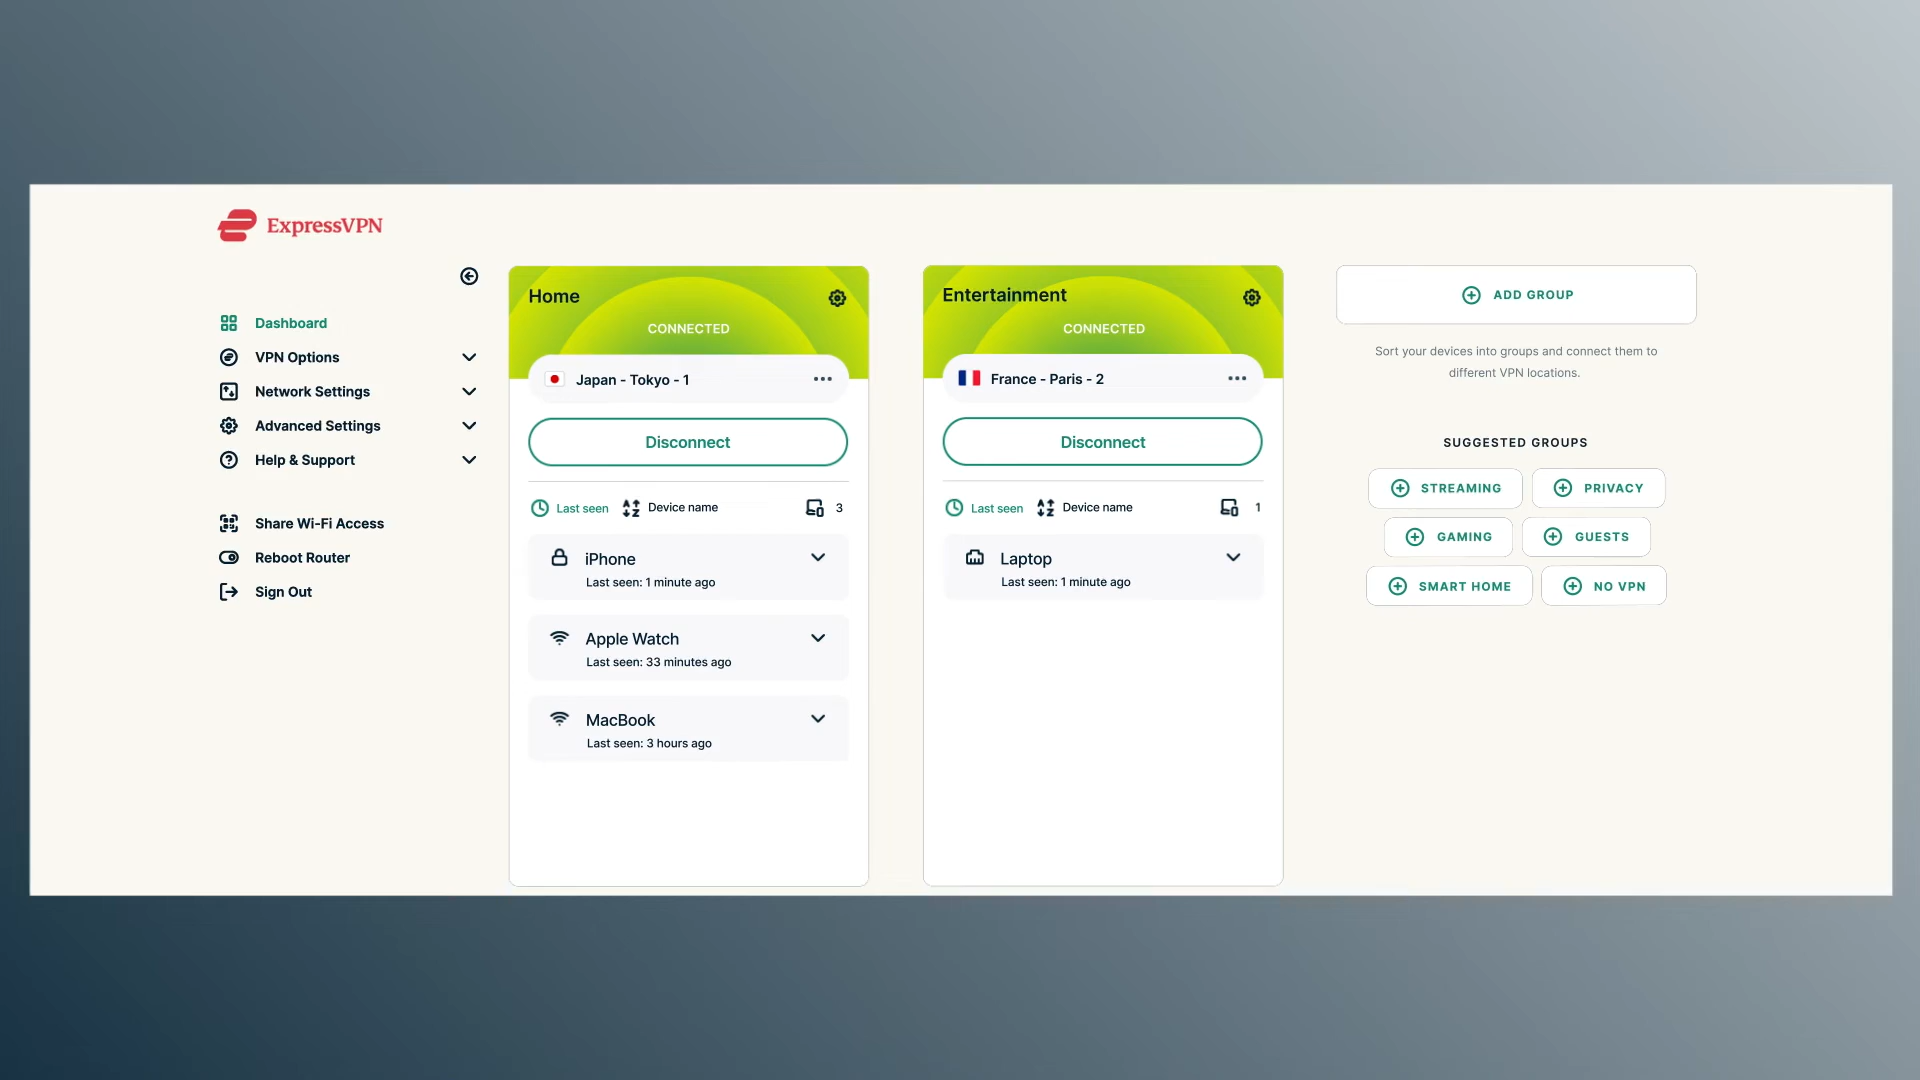 ExpressVPN
Dashboard
VPN Options
Network Settings
Advanced Settings
Help & Support
Share Wi-Fi Access
Reboot Router
Sign Out
Home
CONNECTED
Japan - Tokyo - 1
Disconnect
Last seen
Device name
3
iPhone
Last seen: 1 minute ago
Apple Watch
Last seen: 33 minutes ago
MacBook
Last seen: 3 hours ago
Entertainment
CONNECTED
France - Paris - 2
Disconnect
Last seen
Device name
1
Laptop
Last seen: 1 minute ago
ADD GROUP
Sort your devices into groups and connect them to
different VPN locations.
SUGGESTED GROUPS
STREAMING
PRIVACY
GAMING
GUESTS
SMART HOME
NO VPN